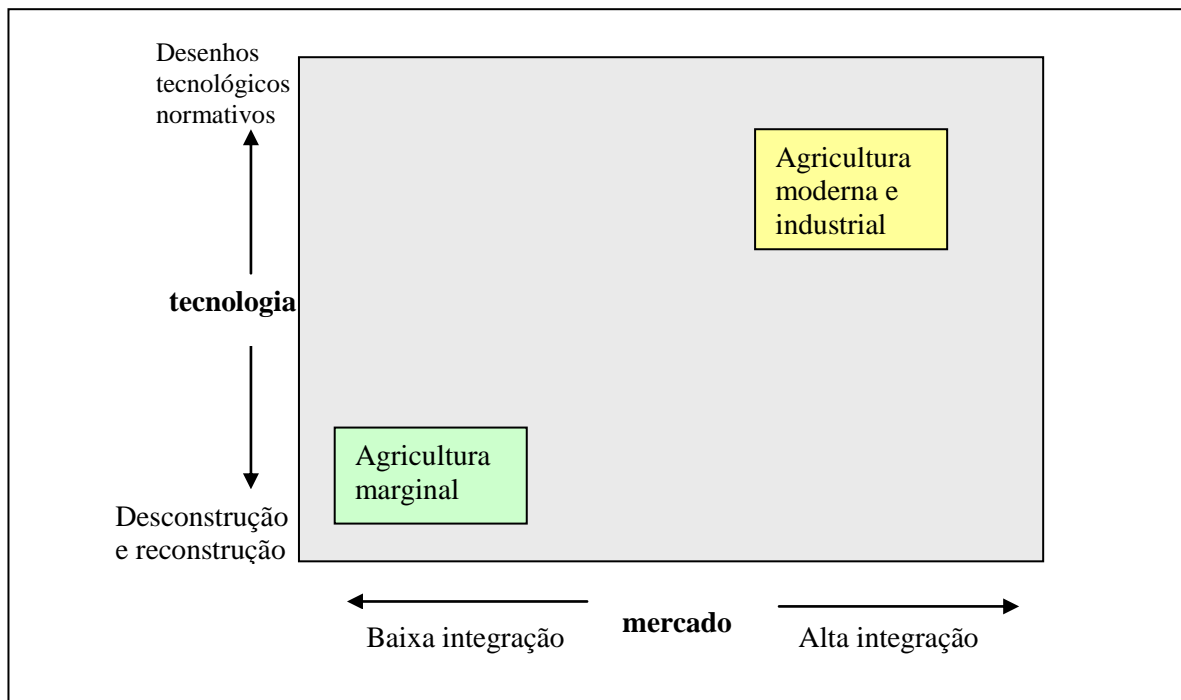 Desenhos
tecnológicos
normativos
Agricultura
moderna e
industrial
tecnologia
Agricultura
marginal
Desconstrução
e reconstrução
mercado
Baixa integração
Alta integração